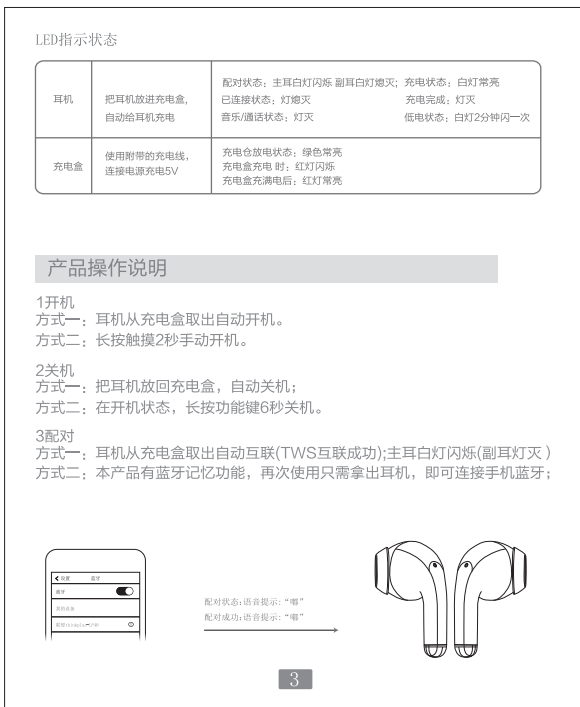 LED指示状态
耳机
把耳机放进充电盒,
自动给耳机充电
配对状态：主耳白灯闪烁 副耳白灯熄灭; 充电状态：白灯常亮
已连接状态：灯熄灭 充电完成：灯灭
音乐/通话状态：灯灭 低电状态：白灯2分钟闪一次
充电盒
使用附带的充电线，
连接电源充电5V
充电仓放电状态：绿色常亮
充电盒充电 时：红灯闪烁
充电盒充满电后：红灯常亮
产品操作说明
1开机
方式一：耳机从充电盒取出自动开机。
方式二：长按触摸2秒手动开机。
2关机
方式一：把耳机放回充电盒，自动关机；
方式二：在开机状态，长按功能键6秒关机。
3配对
方式一：耳机从充电盒取出自动互联(TWS互联成功);主耳白灯闪烁(副耳灯灭 )
方式二：本产品有蓝牙记忆功能，再次使用只需拿出耳机，即可连接手机蓝牙；
设置 蓝牙
蓝牙
其的设备
配对状态:语音提示:“嘟”
配对成功:语音提示:“嘟”
3